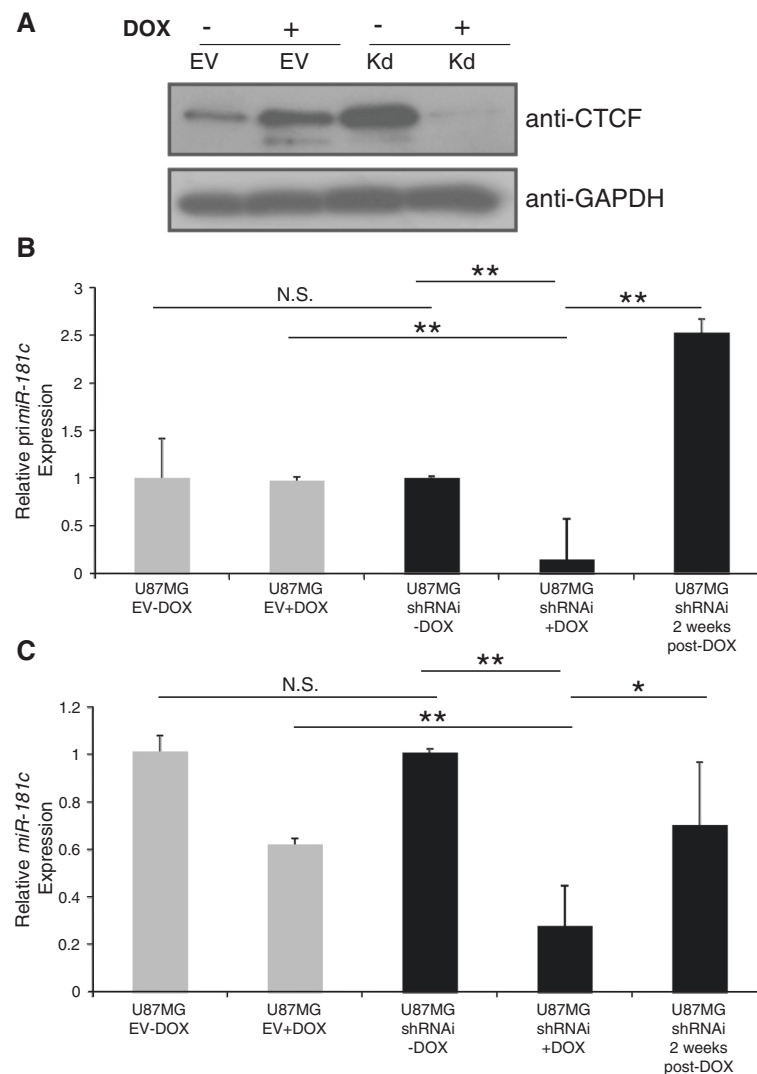 A
DOX - + - +
EV EV Kd Kd
anti-CTCF
anti-GAPDH
B
** 
N.S. **
**
3
2.5
2
1.5
1
0.5
0
Relative primiR-181c
Expression
U87MG
EV-DOX
U87MG
EV+DOX
U87MG
shRNAi
-DOX
U87MG
shRNAi
+DOX
U87MG
shRNAi
2 weeks
post-DOX
C
**
N.S. *
**
1.2
1
0.8
0.6
0.4
0.2
0
Relative miR-181c
Expression
U87MG
EV-DOX
U87MG
EV+DOX
U87MG
shRNAi
-DOX
U87MG
shRNAi
+DOX
U87MG
shRNAi
2 weeks
post-DOX